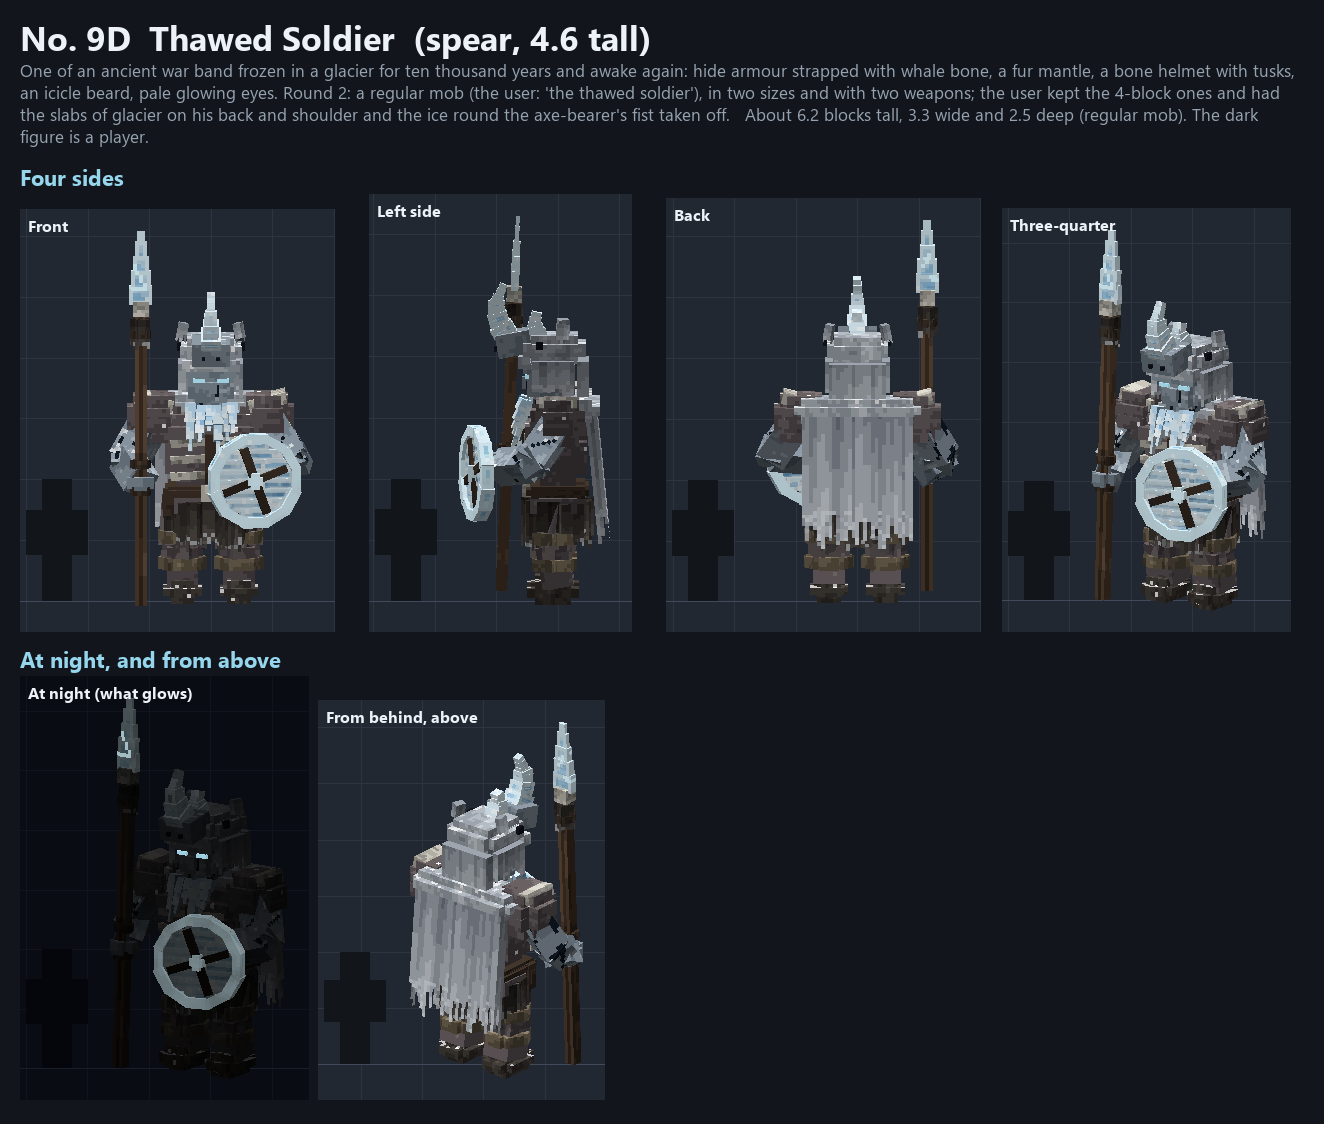 No. 9D  Thawed Soldier  (spear, 4.6 tall)
One of an ancient war band frozen in a glacier for ten thousand years and awake again: hide armour strapped with whale bone, a fur mantle, a bone helmet with tusks,
an icicle beard, pale glowing eyes. Round 2: a regular mob (the user: 'the thawed soldier'), in two sizes and with two weapons; the user kept the 4-block ones and had
the slabs of glacier on his back and shoulder and the ice round the axe-bearer's fist taken off.   About 6.2 blocks tall, 3.3 wide and 2.5 deep (regular mob). The dark
figure is a player.
Four sides
Front
Left side
Back
Three-quarter
At night, and from above
At night (what glows)
From behind, above